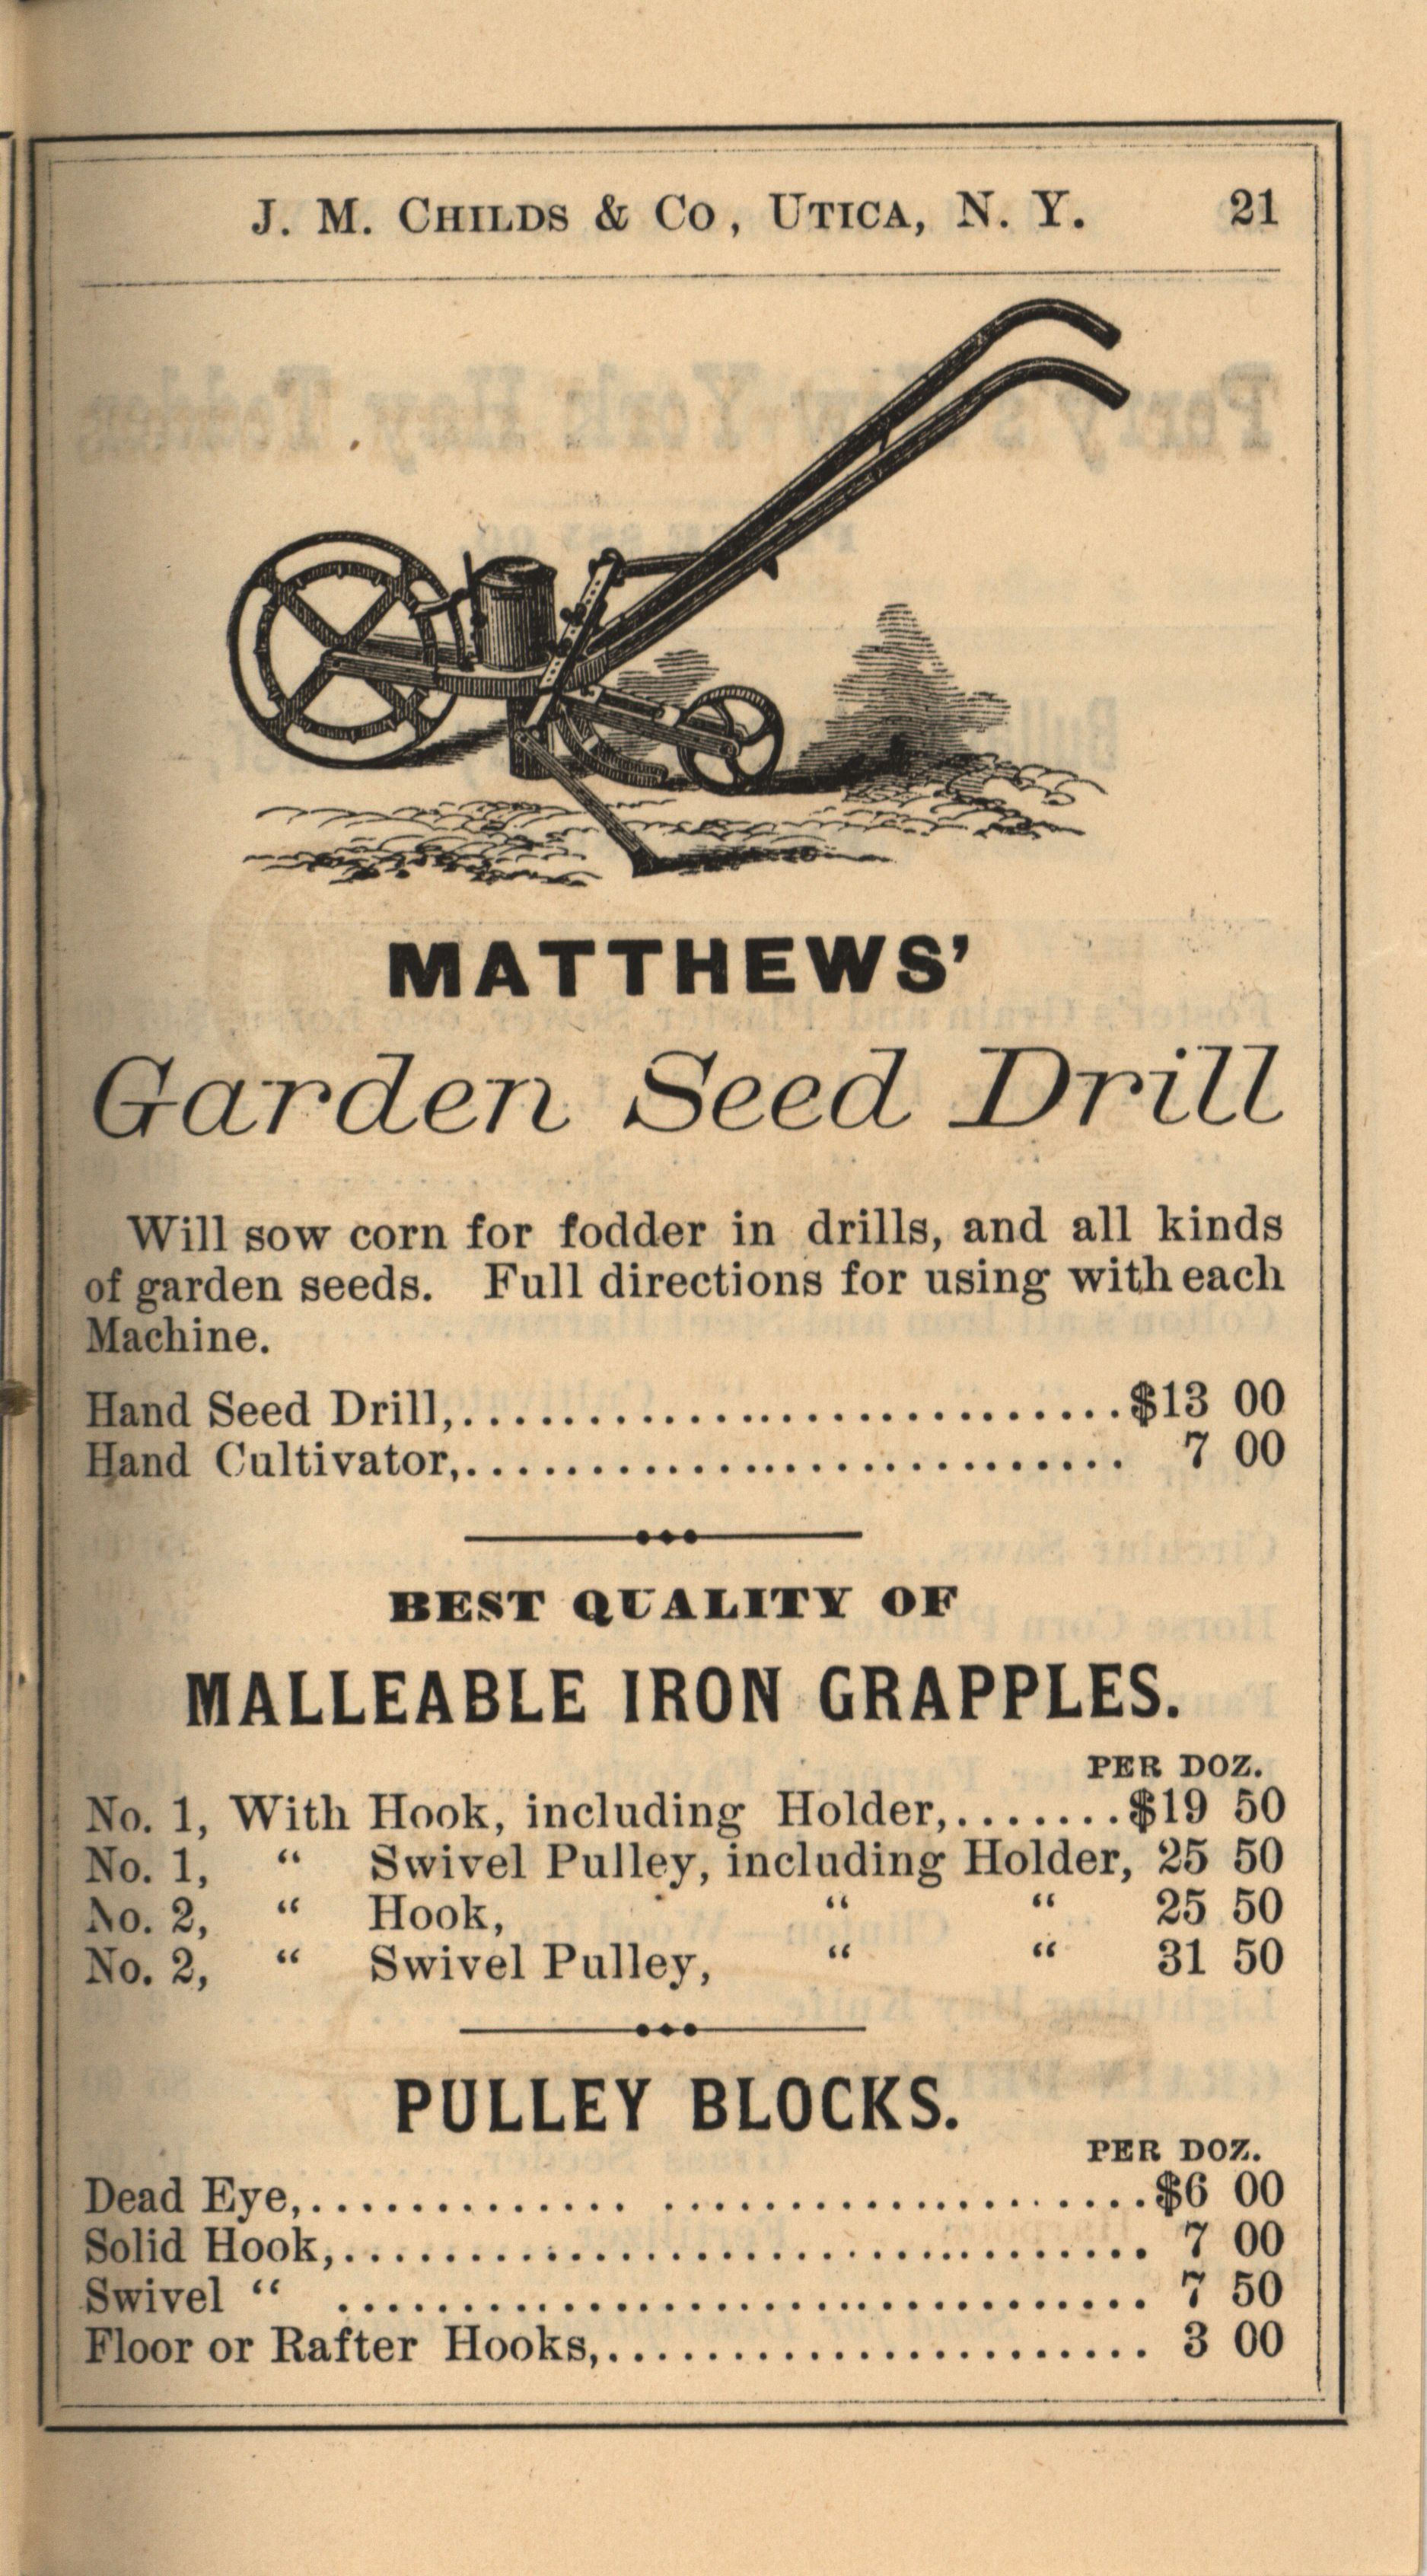 J. M. CHILDS & CO, UTICA, N. Y. 21
MATTHEWS'
Garden Seed Drill
Will sow corn for fodder in drills, and all kinds
of garden seeds. Full directions for using with each
Machine.
Hand Seed Drill,........................................$13 00
Hand Cultivator,........................................ 7 00
BEST QUALITY OF
MALLEABLE IRON GRAPPLES.
PER DOZ.
No. 1, With Hook, including Holder,.......$19 50
No. 1, “ Swivel Pulley, including Holder, 25 50
No. 2, “ Hook, “ “ 25 50
No. 2, “ Swivel Pulley, “ “ 31 50
PULLEY BLOCKS.
PER DOZ.
Dead Eye,............. ....................$6 00
Solid Hook,................................. 7 00
Swivel “ ................................. 7 50
Floor or Rafter Hooks,...................... 3 00